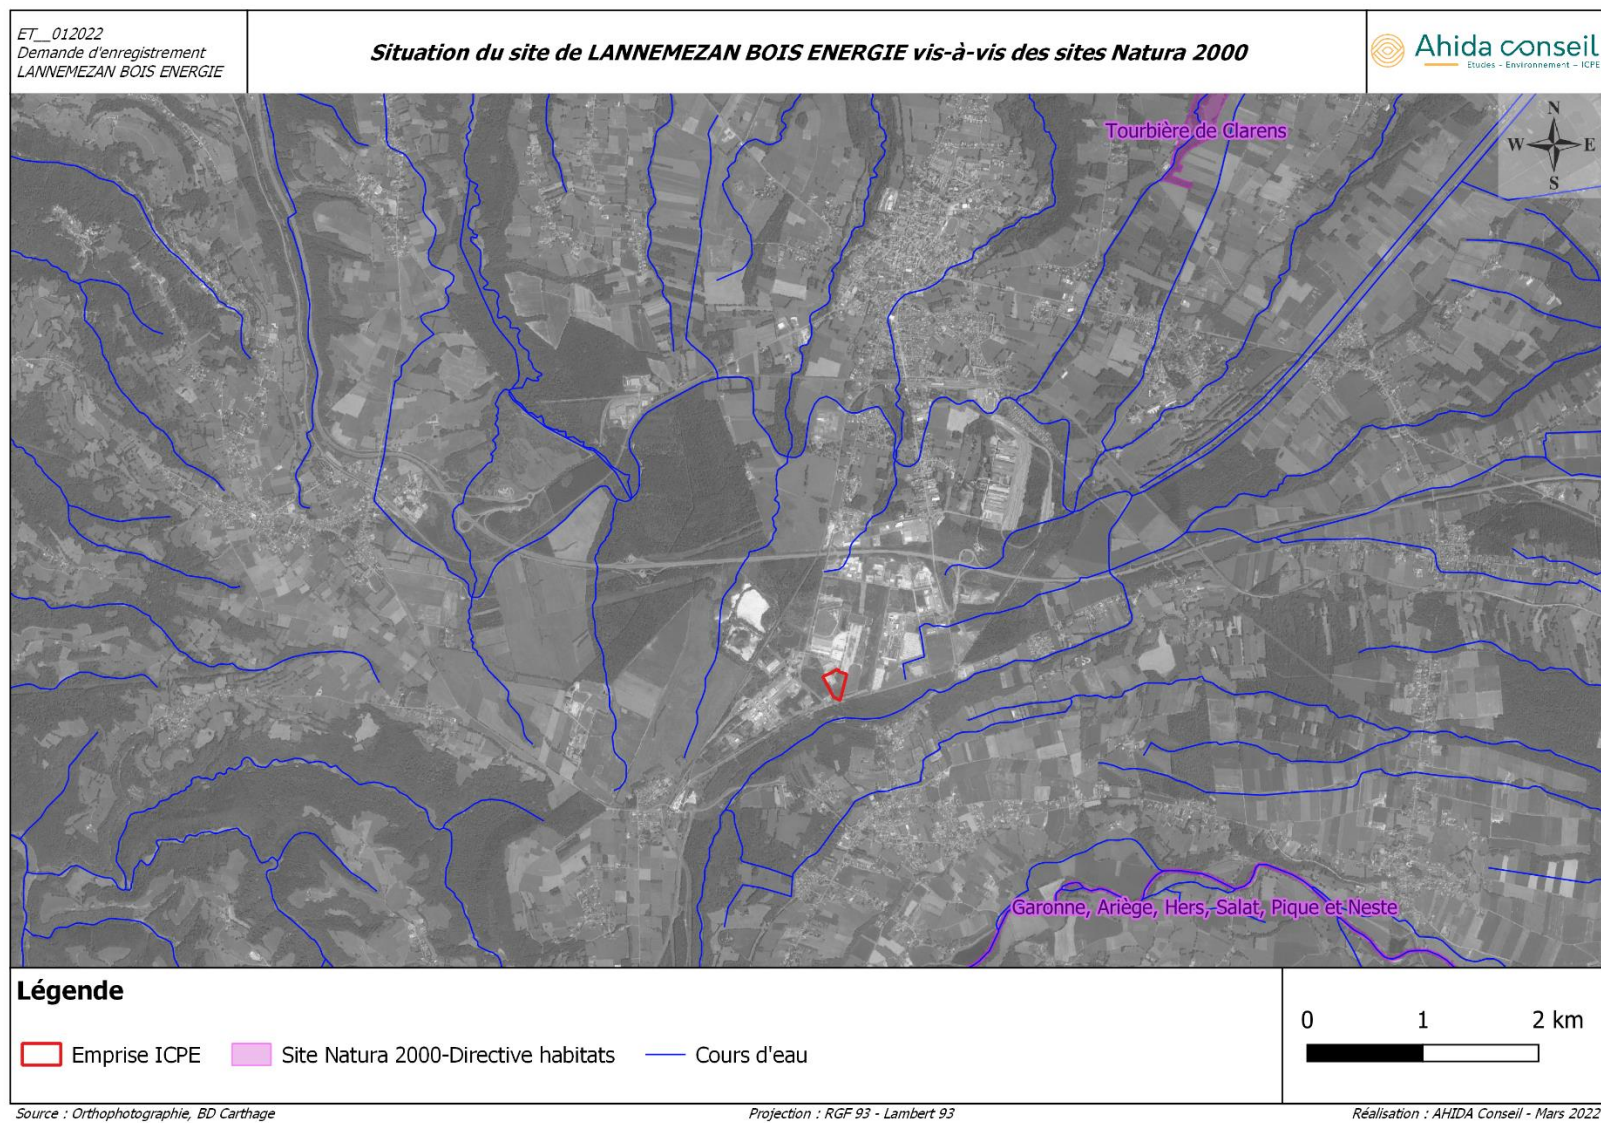 ET__012022
Demande d'enregistrement
LANNEMEZAN BOIS ENERGIE
Situation du site de LANNEMEZAN BOIS ENERGIE vis-à-vis des sites Natura 2000
Ahida conseil
Etudes - Environnement - ICPE
N
W E
S
Tourbière de Clarens
Garonne, Ariège, Hers, Salat, Pique et Neste
Légende
Emprise ICPE
Site Natura 2000-Directive habitats
Cours d'eau
0 1 2 km
Source : Orthophotographie, BD Carthage
Projection : RGF 93 - Lambert 93
Réalisation : AHIDA Conseil - Mars 2022